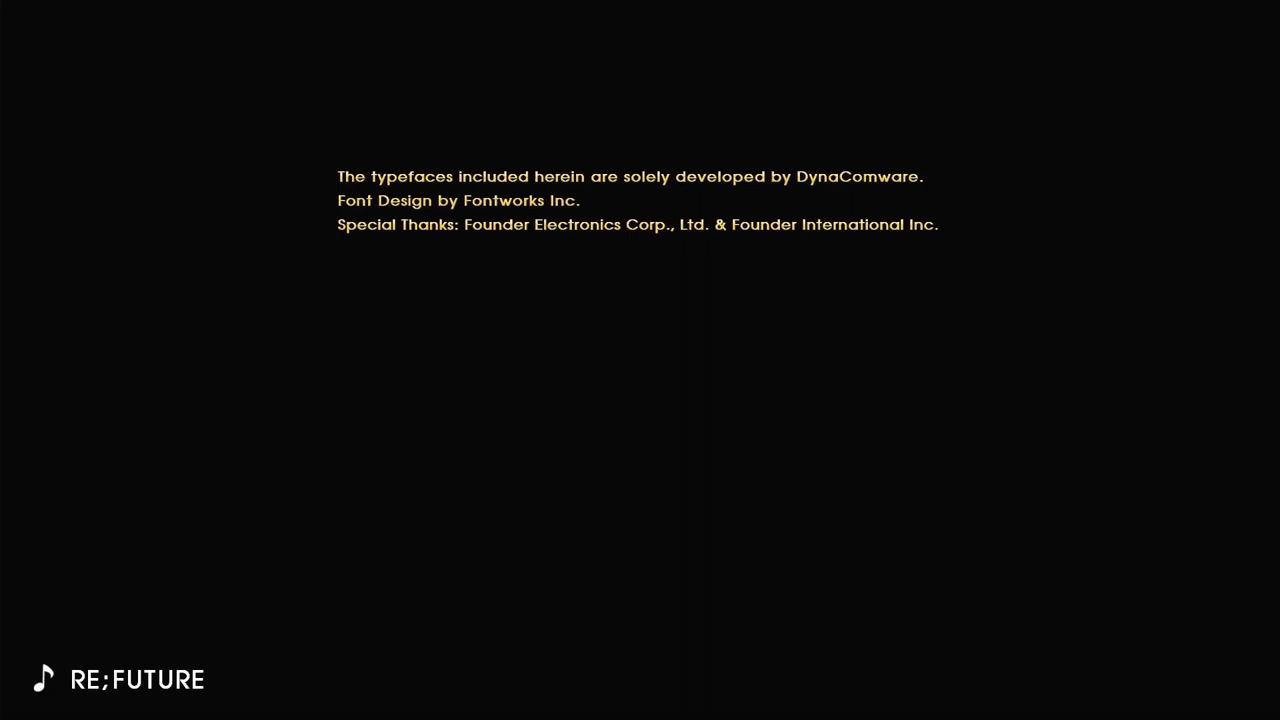 The typefaces included herein are solely developed by DynaComware.
Font Design by Fontworks Inc.
Special Thanks: Founder Electronics Corp., Ltd. & Founder International Inc.
♪ RE;FUTURE